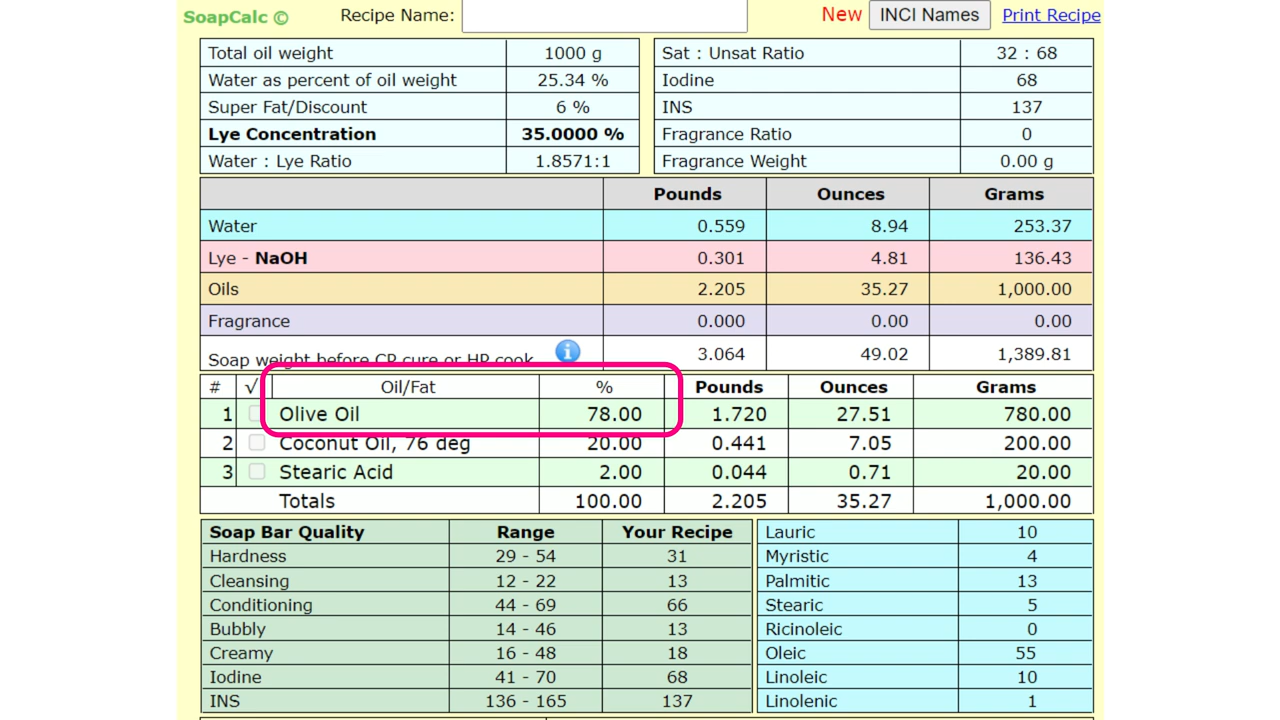 SoapCalc © Recipe Name: New INCI Names Print Recipe
Total oil weight 1000 g Sat : Unsat Ratio 32 : 68
Water as percent of oil weight 25.34 % Iodine 68
Super Fat/Discount 6 % INS 137
Lye Concentration 35.0000 % Fragrance Ratio 0
Water : Lye Ratio 1.8571:1 Fragrance Weight 0.00 g
Pounds Ounces Grams
Water 0.559 8.94 253.37
Lye - NaOH 0.301 4.81 136.43
Oils 2.205 35.27 1,000.00
Fragrance 0.000 0.00 0.00
Soap weight before CP cure or HP cook i 3.064 49.02 1,389.81
# √ Oil/Fat % Pounds Ounces Grams
1 Olive Oil 78.00 1.720 27.51 780.00
2 Coconut Oil, 76 deg 20.00 0.441 7.05 200.00
3 Stearic Acid 2.00 0.044 0.71 20.00
Totals 100.00 2.205 35.27 1,000.00
Soap Bar Quality Range Your Recipe Lauric 10
Hardness 29 - 54 31 Myristic 4
Cleansing 12 - 22 13 Palmitic 13
Conditioning 44 - 69 66 Stearic 5
Bubbly 14 - 46 13 Ricinoleic 0
Creamy 16 - 48 18 Oleic 55
Iodine 41 - 70 68 Linoleic 10
INS 136 - 165 137 Linolenic 1